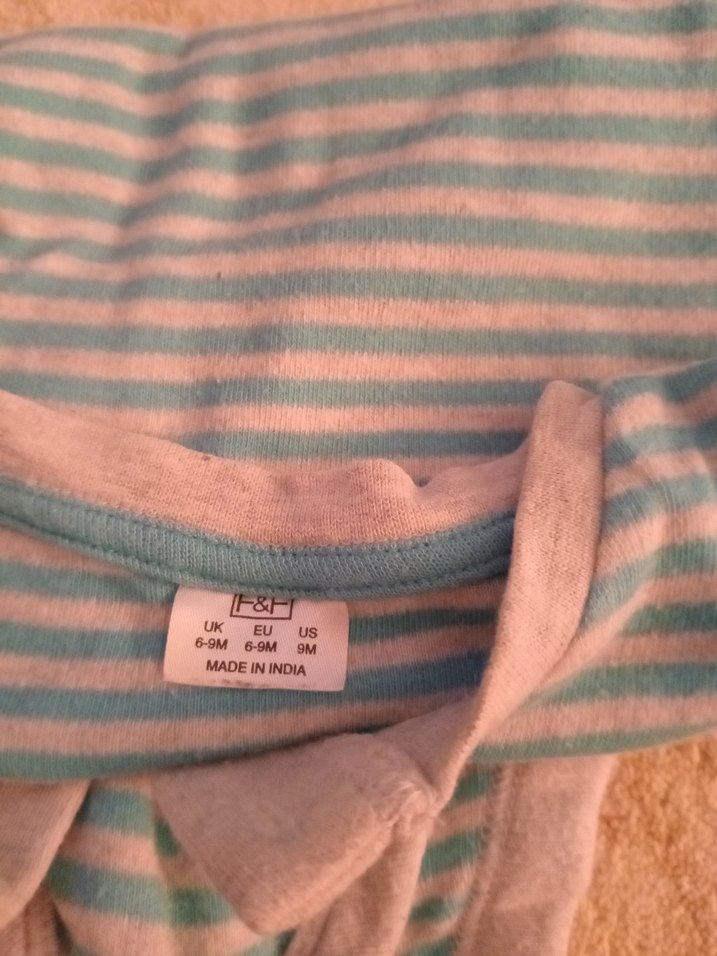 F&F
UK EU US
6-9M 6-9M 9M
MADE IN INDIA